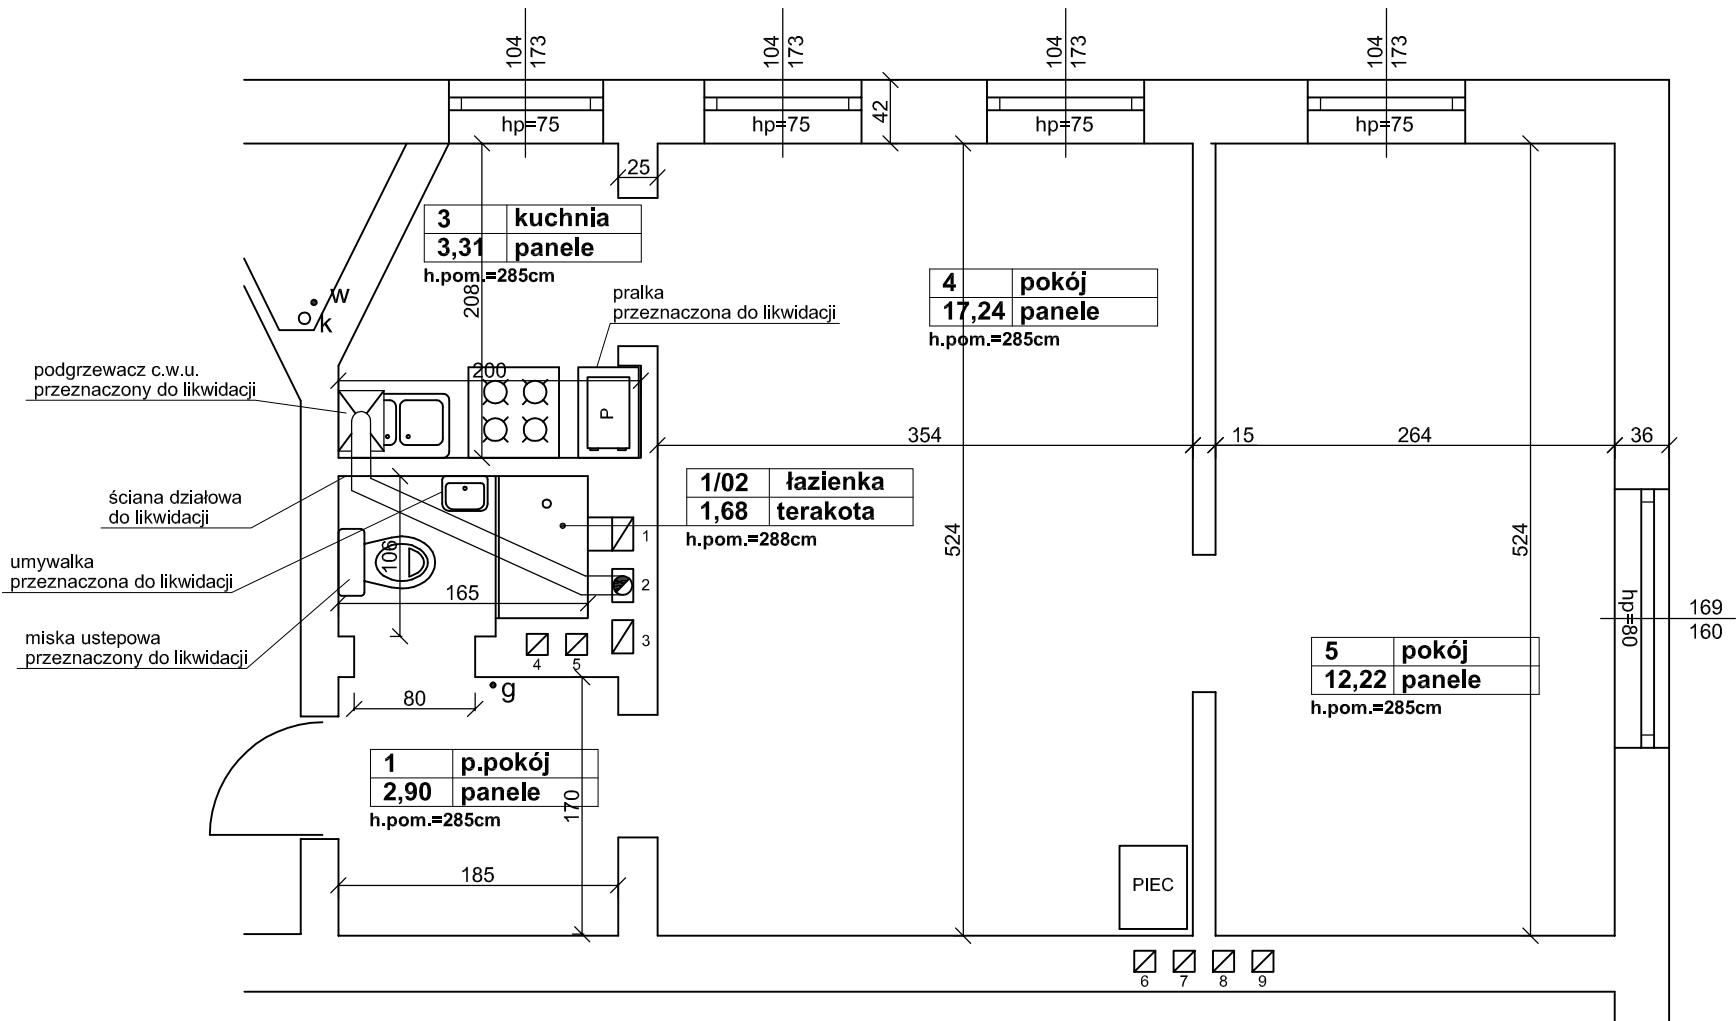 104
173
104
173
104
173
104
173
hp=75
hp=75
42
hp=75
hp=75
25
3 kuchnia
3,31 panele
h.pom.=285cm
208
w
k
pralka
przeznaczona do likwidacji
4 pokój
17,24 panele
h.pom.=285cm
podgrzewacz c.w.u.
przeznaczony do likwidacji
200
P
354
15
264
36
ściana działowa
do likwidacji
1/02 łazienka
1,68 terakota
h.pom.=288cm
umywalka
przeznaczona do likwidacji
106
165
1
2
3
4
5
524
524
hp=80
169
160
miska ustepowa
przeznaczony do likwidacji
g
80
5 pokój
12,22 panele
h.pom.=285cm
1 p.pokój
2,90 panele
h.pom.=285cm
170
185
PIEC
6
7
8
9